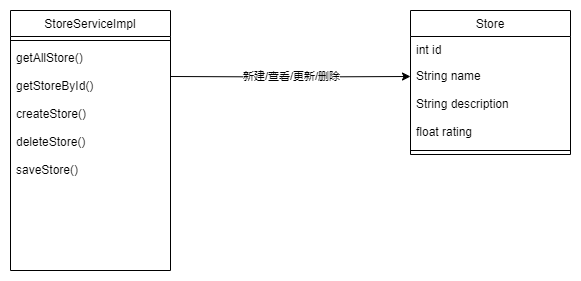 StoreServiceImpl
getAllStore()
getStoreById()
createStore()
deleteStore()
saveStore()
新建/查看/更新/删除
Store
int id
String name
String description
float rating